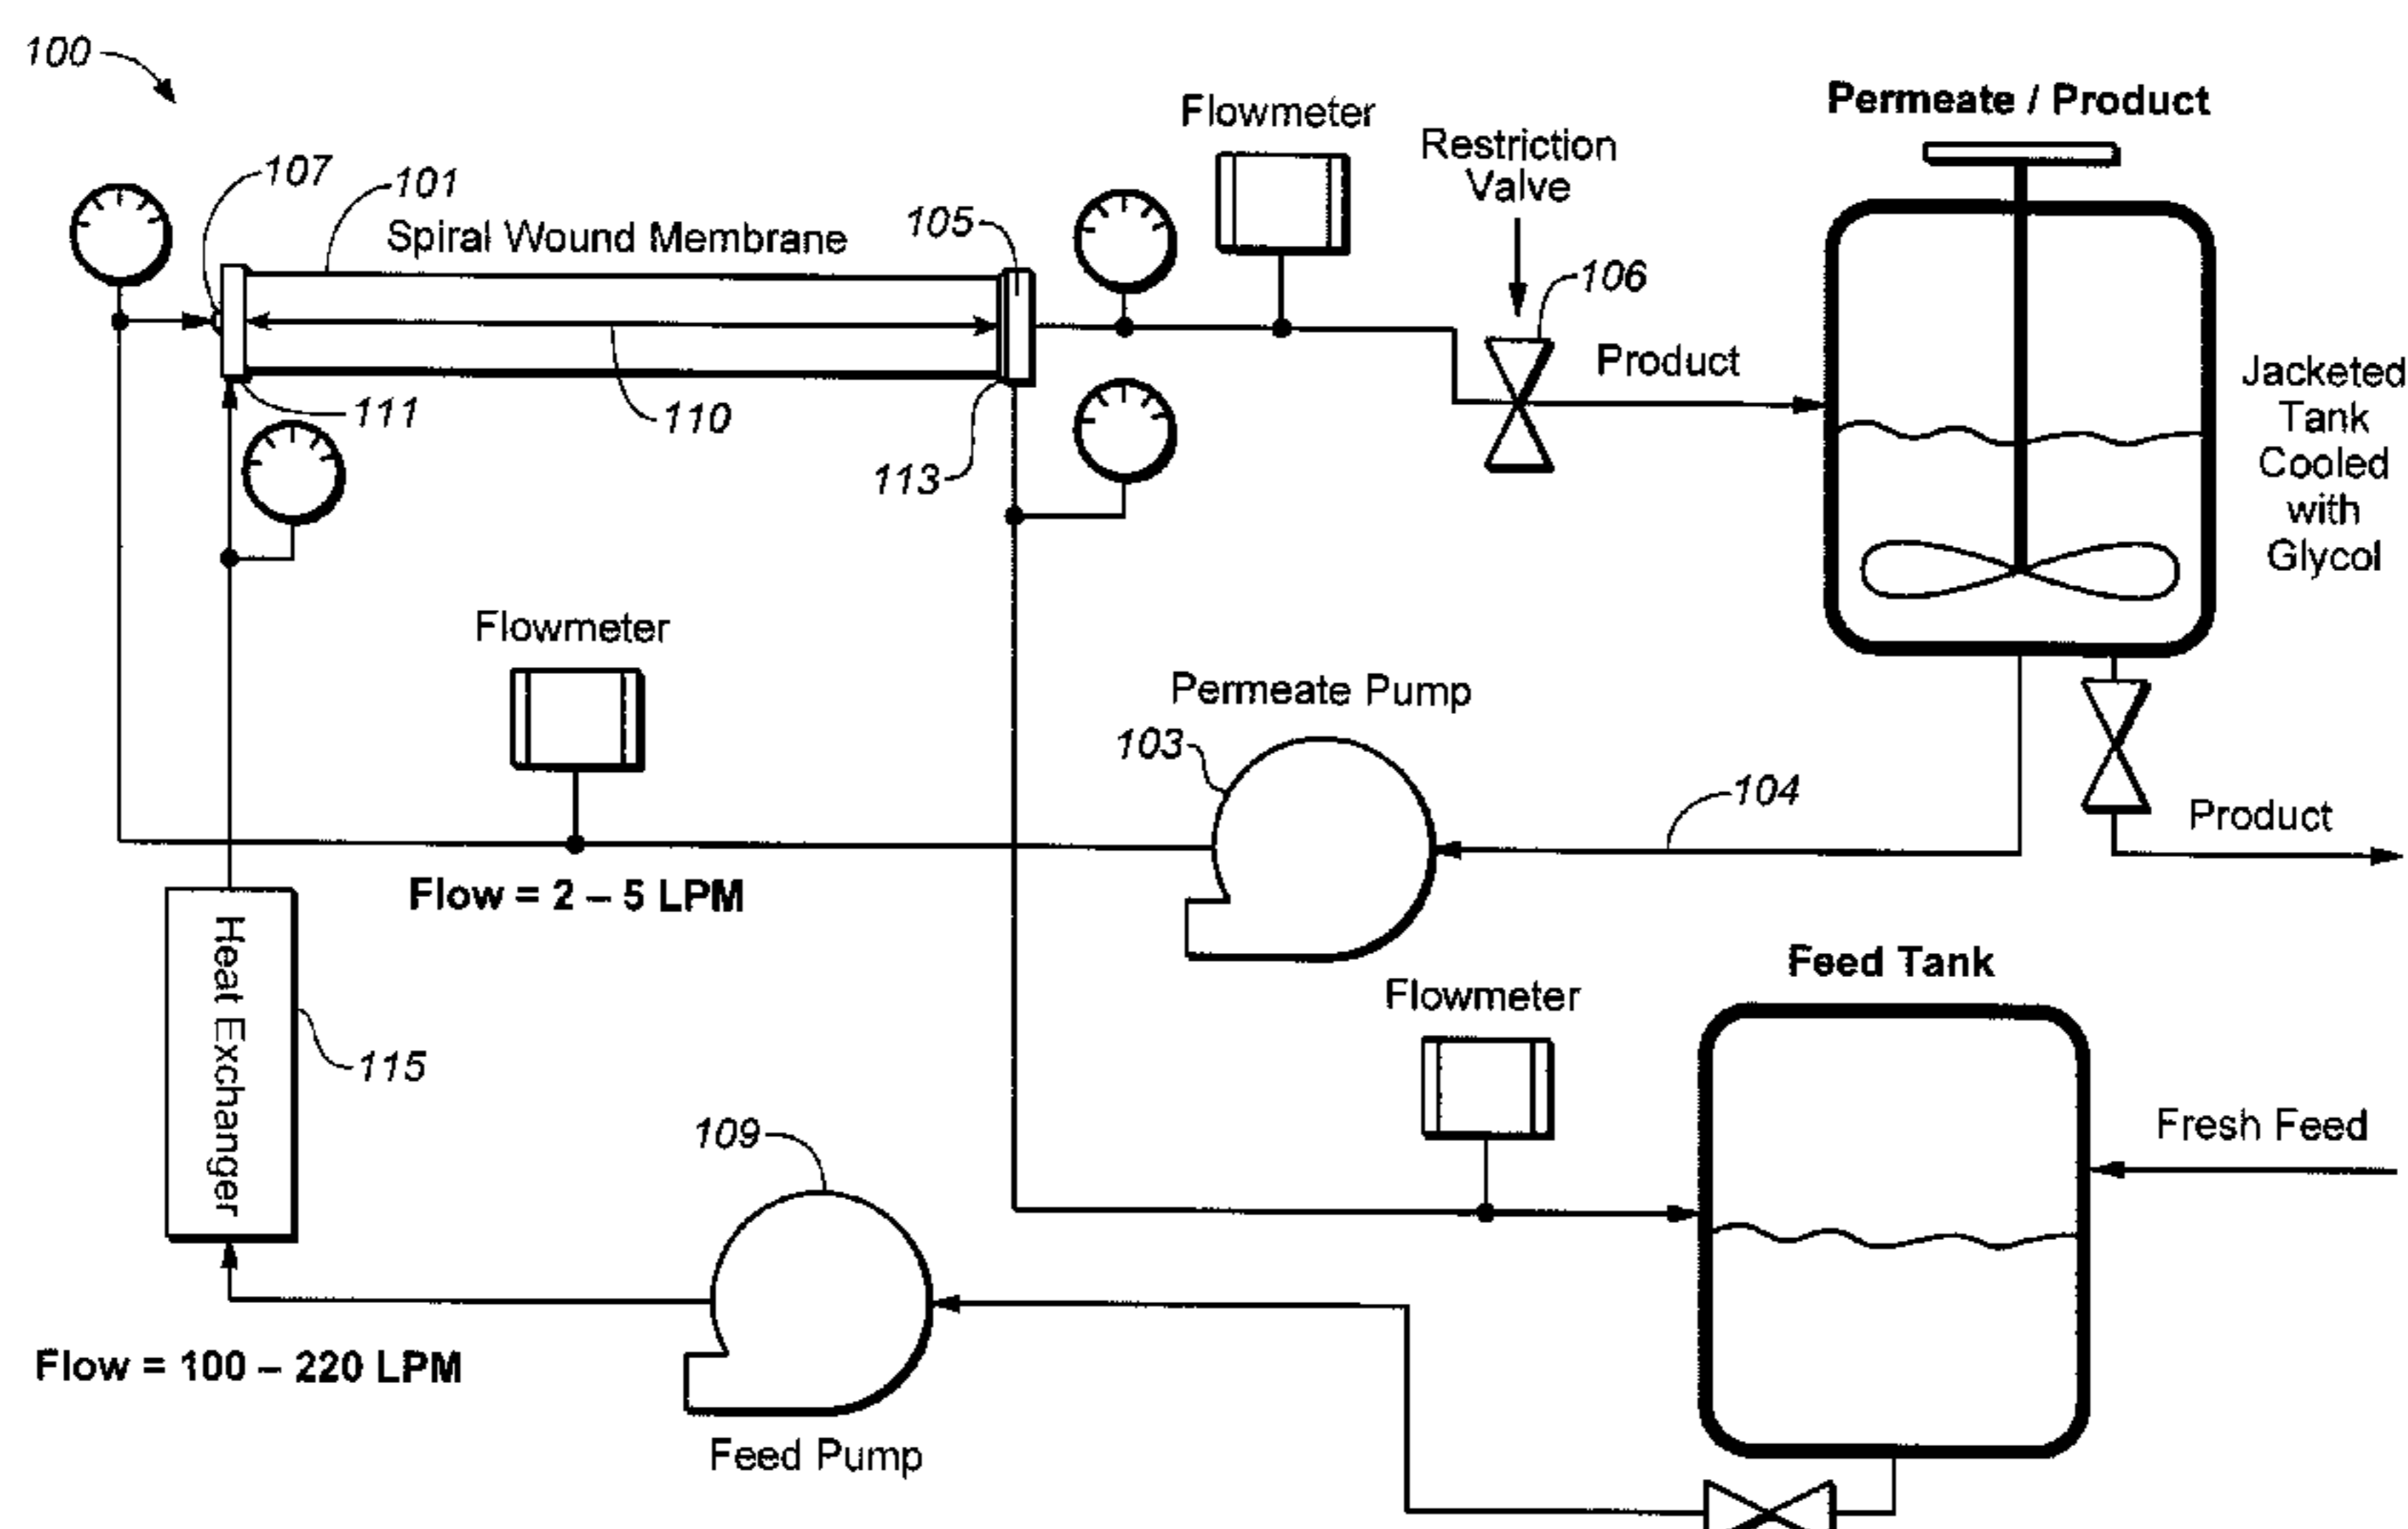 100
Flowmeter
Permeate / Product
Restriction
Valve
107
101
Spiral Wound Membrane
105
106
Product
Jacketed
Tank
Cooled
with
Glycol
111
110
113
Flowmeter
Permeate Pump
103
104
Product
Flow = 2 – 5 LPM
Heat Exchanger
115
Feed Tank
Flowmeter
Fresh Feed
109
Flow = 100 – 220 LPM
Feed Pump